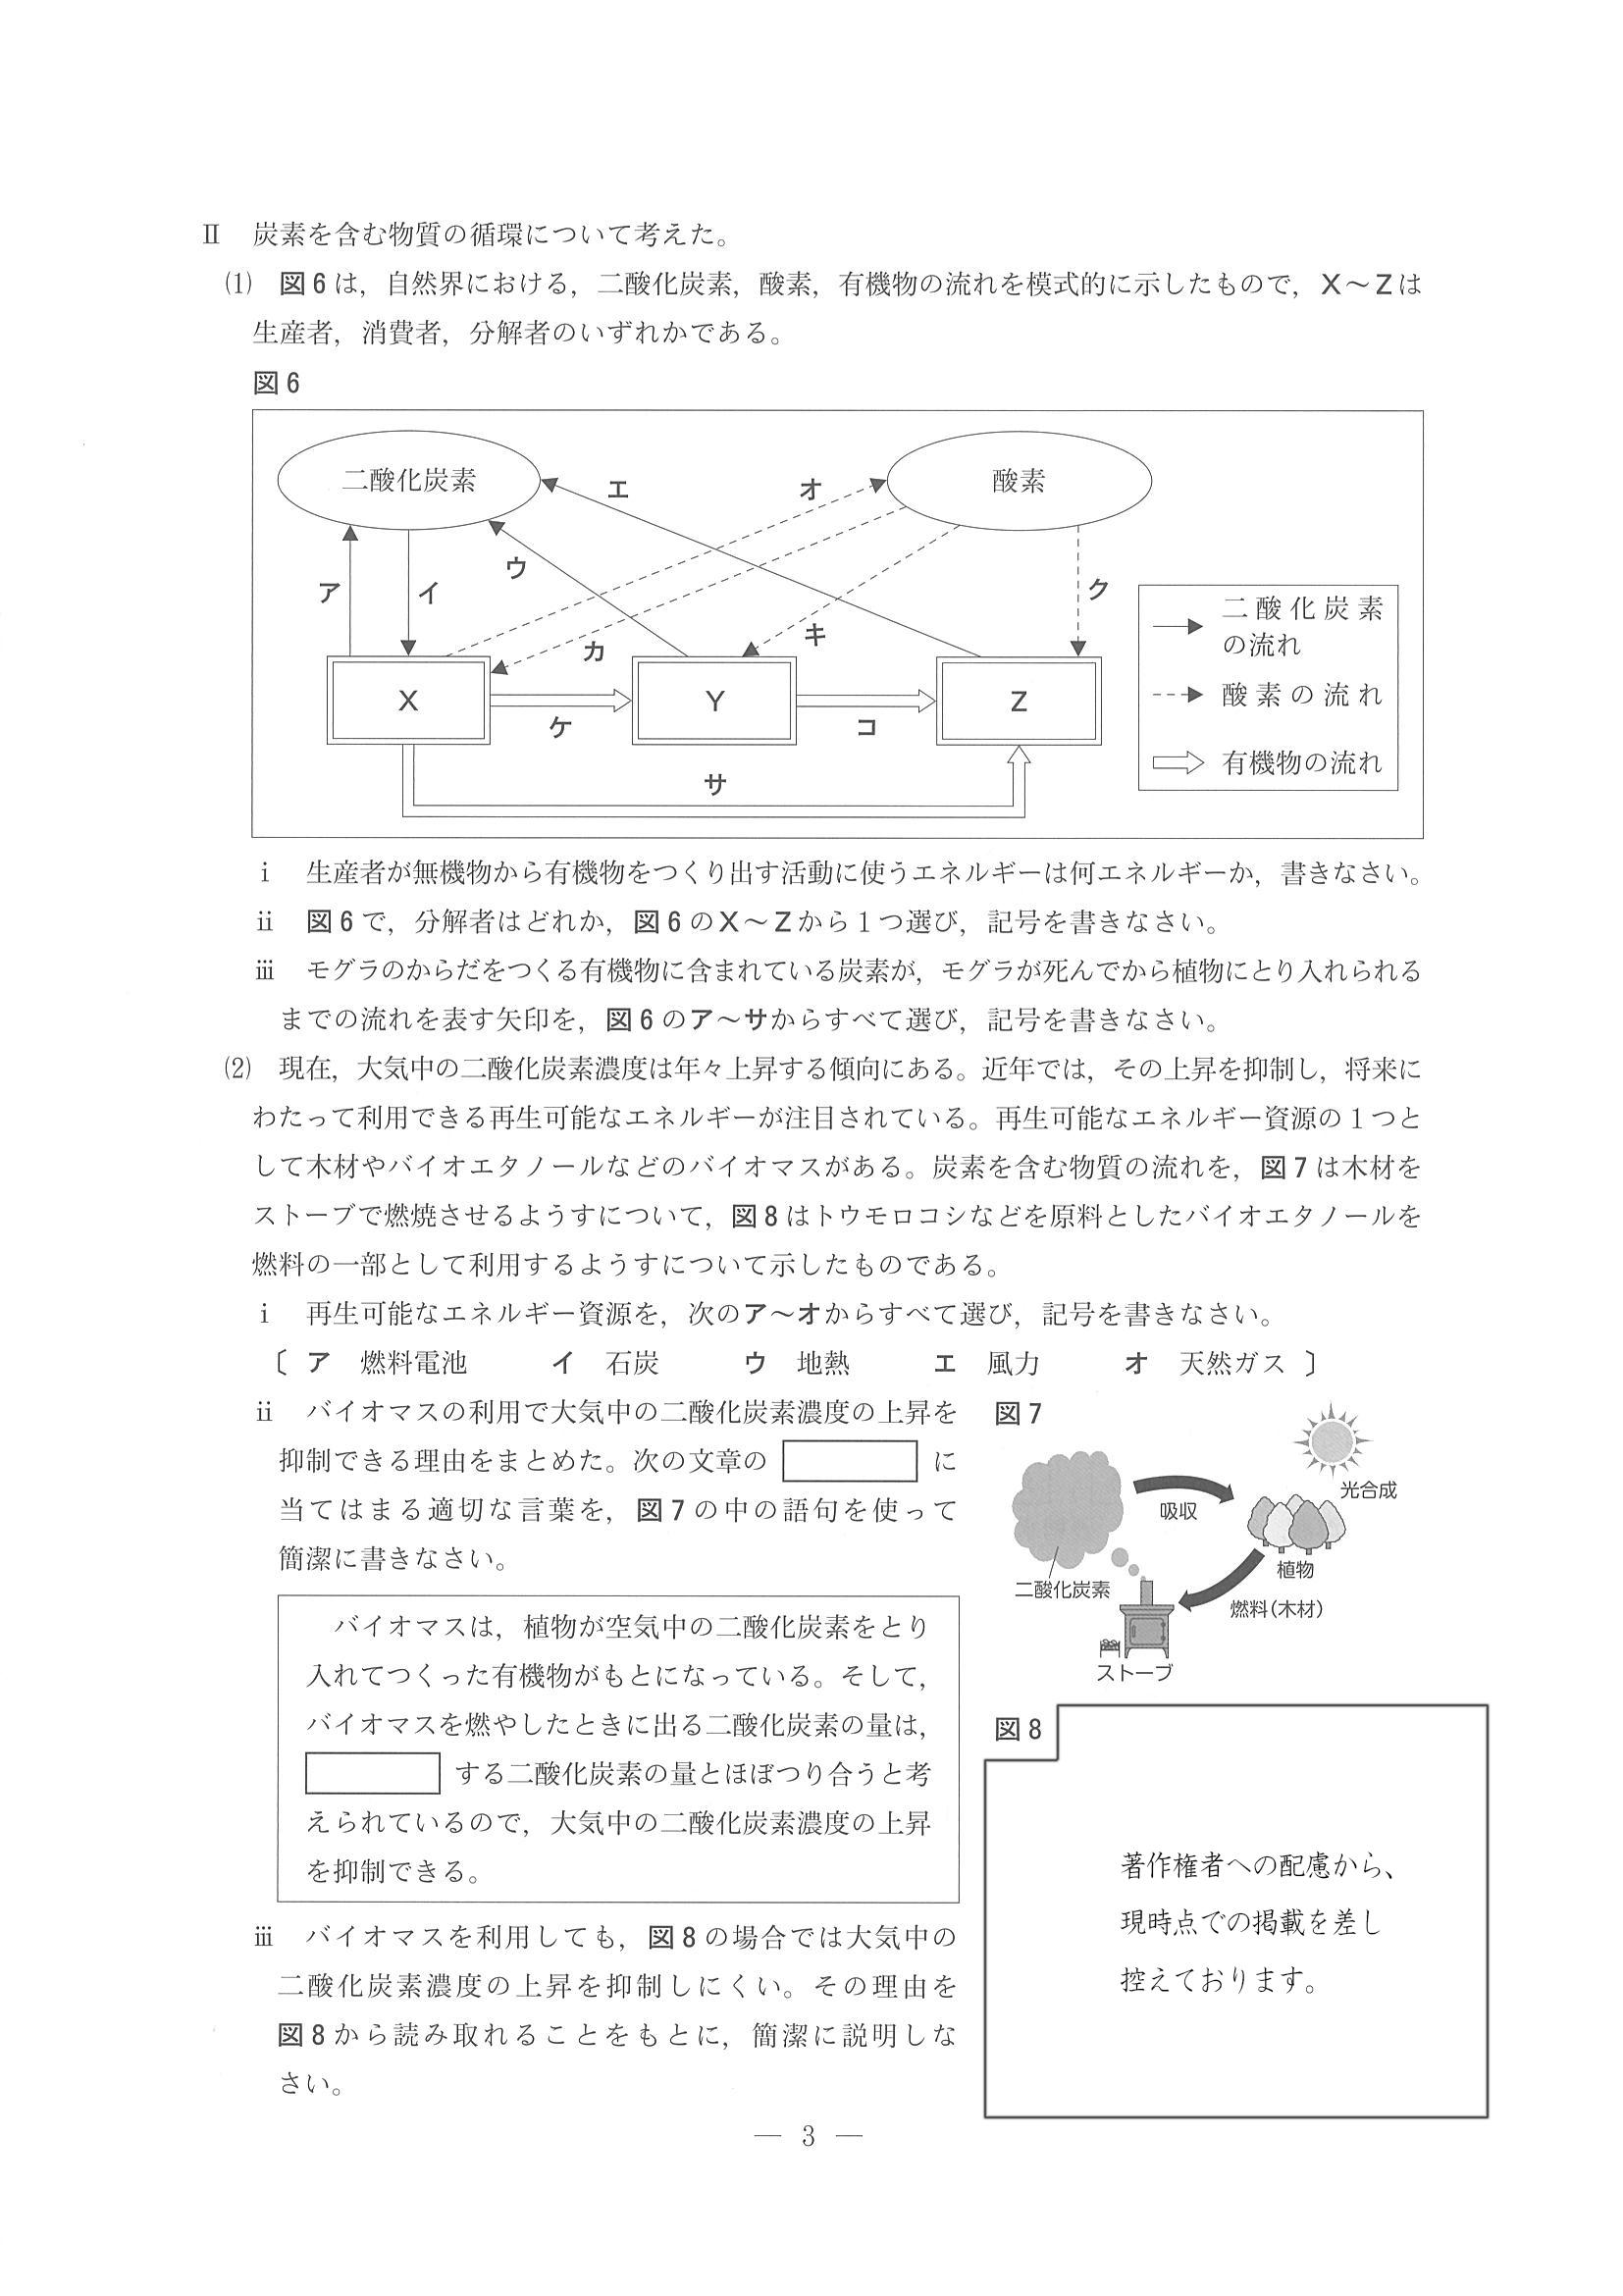 Ⅱ 炭素を含む物質の循環について考えた。
⑴ 図6は，自然界における，二酸化炭素，酸素，有機物の流れを模式的に示したもので，X～Zは
生産者，消費者，分解者のいずれかである。
図6
二酸化炭素
酸素
エ
オ
ア
イ
ウ
カ
キ
ク
X
Y
Z
ケ
コ
サ
二酸化炭素
の流れ
酸素の流れ
有機物の流れ
ⅰ 生産者が無機物から有機物をつくり出す活動に使うエネルギーは何エネルギーか，書きなさい。
ⅱ 図6で，分解者はどれか，図6のX～Zから1つ選び，記号を書きなさい。
ⅲ モグラのからだをつくる有機物に含まれている炭素が，モグラが死んでから植物にとり入れられる
までの流れを表す矢印を，図6のア～サからすべて選び，記号を書きなさい。
⑵ 現在，大気中の二酸化炭素濃度は年々上昇する傾向にある。近年では，その上昇を抑制し，将来に
わたって利用できる再生可能なエネルギーが注目されている。再生可能なエネルギー資源の1つと
して木材やバイオエタノールなどのバイオマスがある。炭素を含む物質の流れを，図7は木材を
ストーブで燃焼させるようすについて，図8はトウモロコシなどを原料としたバイオエタノールを
燃料の一部として利用するようすについて示したものである。
ⅰ 再生可能なエネルギー資源を，次のア～オからすべて選び，記号を書きなさい。
〔 ア 燃料電池 イ 石炭 ウ 地熱 エ 風力 オ 天然ガス 〕
ⅱ バイオマスの利用で大気中の二酸化炭素濃度の上昇を
抑制できる理由をまとめた。次の文章の に
当てはまる適切な言葉を，図7の中の語句を使って
簡潔に書きなさい。
バイオマスは，植物が空気中の二酸化炭素をとり
入れてつくった有機物がもとになっている。そして，
バイオマスを燃やしたときに出る二酸化炭素の量は，
する二酸化炭素の量とほぼつり合うと考
えられているので，大気中の二酸化炭素濃度の上昇
を抑制できる。
ⅲ バイオマスを利用しても，図8の場合では大気中の
二酸化炭素濃度の上昇を抑制しにくい。その理由を
図8から読み取れることをもとに，簡潔に説明しな
さい。
図7
光合成
吸収
植物
二酸化炭素
燃料（木材）
ストーブ
図8
著作権者への配慮から、
現時点での掲載を差し
控えております。
― 3 ―